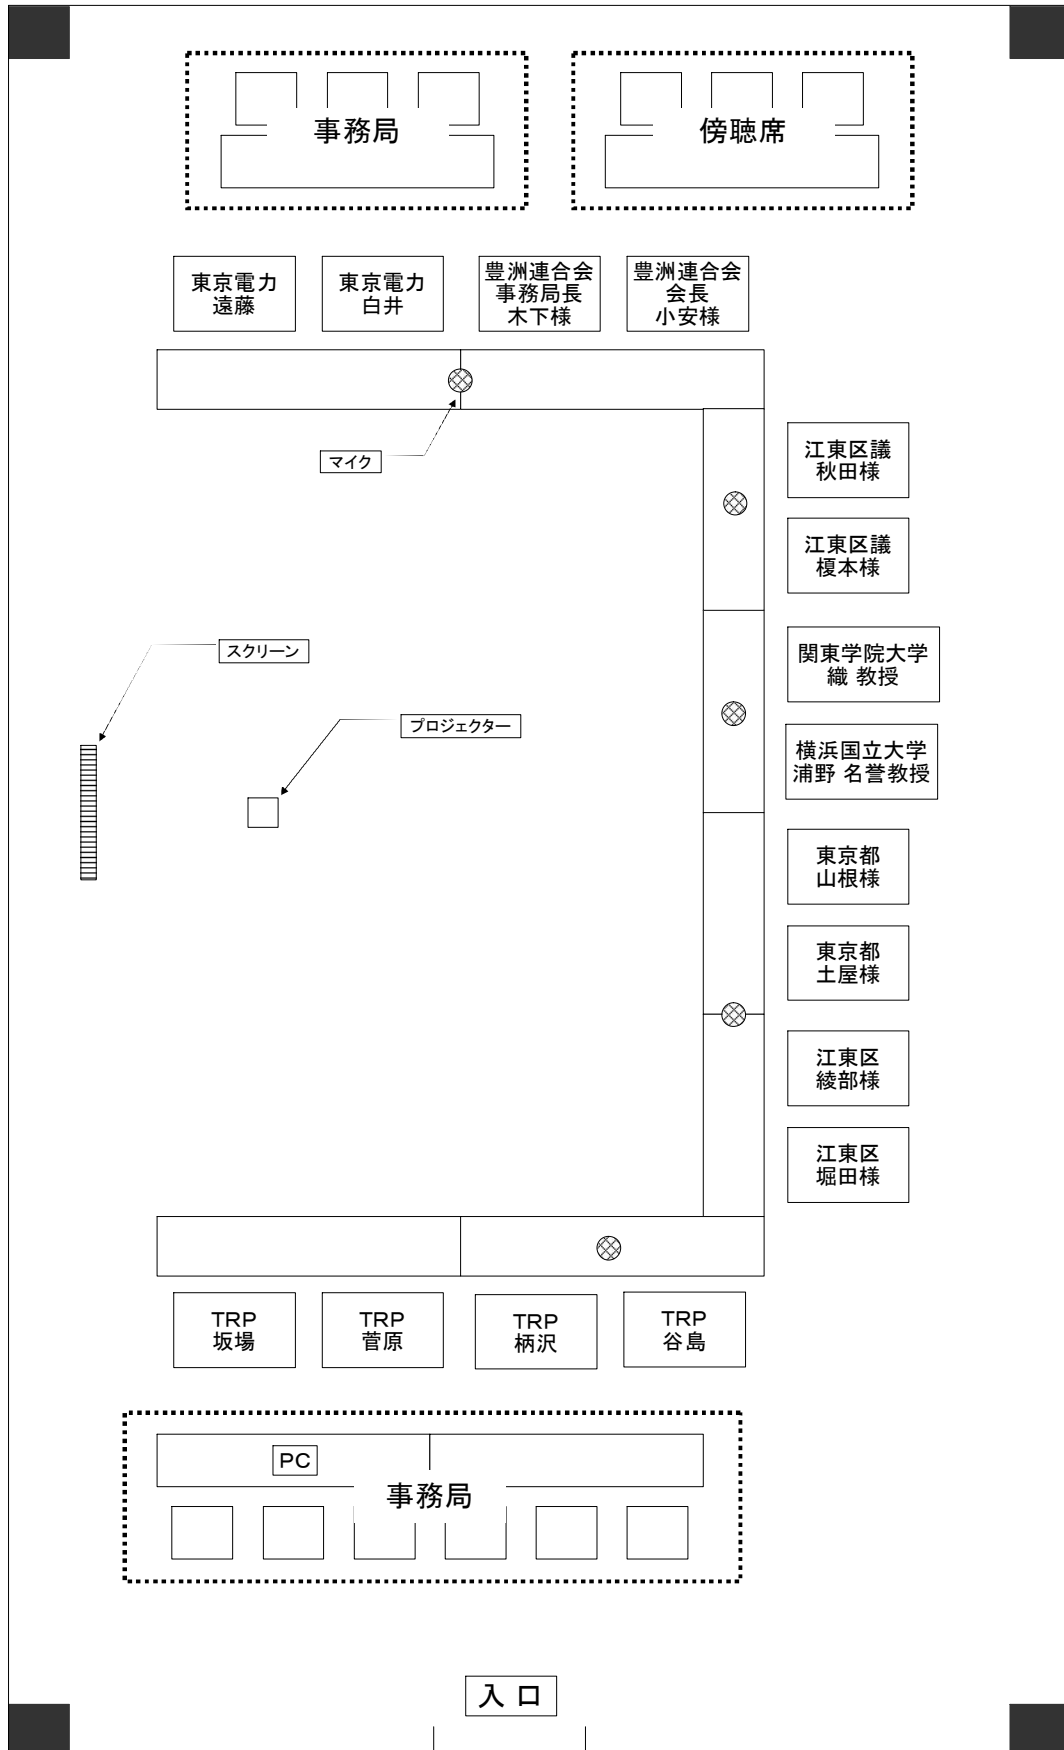 事務局
傍聴席
東京電力
遠藤
東京電力
白井
豊洲連合会
事務局長
木下様
豊洲連合会
会長
小安様
マイク
江東区議
秋田様
江東区議
榎本様
スクリーン
関東学院大学
織 教授
プロジェクター
横浜国立大学
浦野 名誉教授
東京都
山根様
東京都
土屋様
江東区
綾部様
江東区
堀田様
TRP
坂場
TRP
菅原
TRP
柄沢
TRP
谷島
PC
事務局
入 口